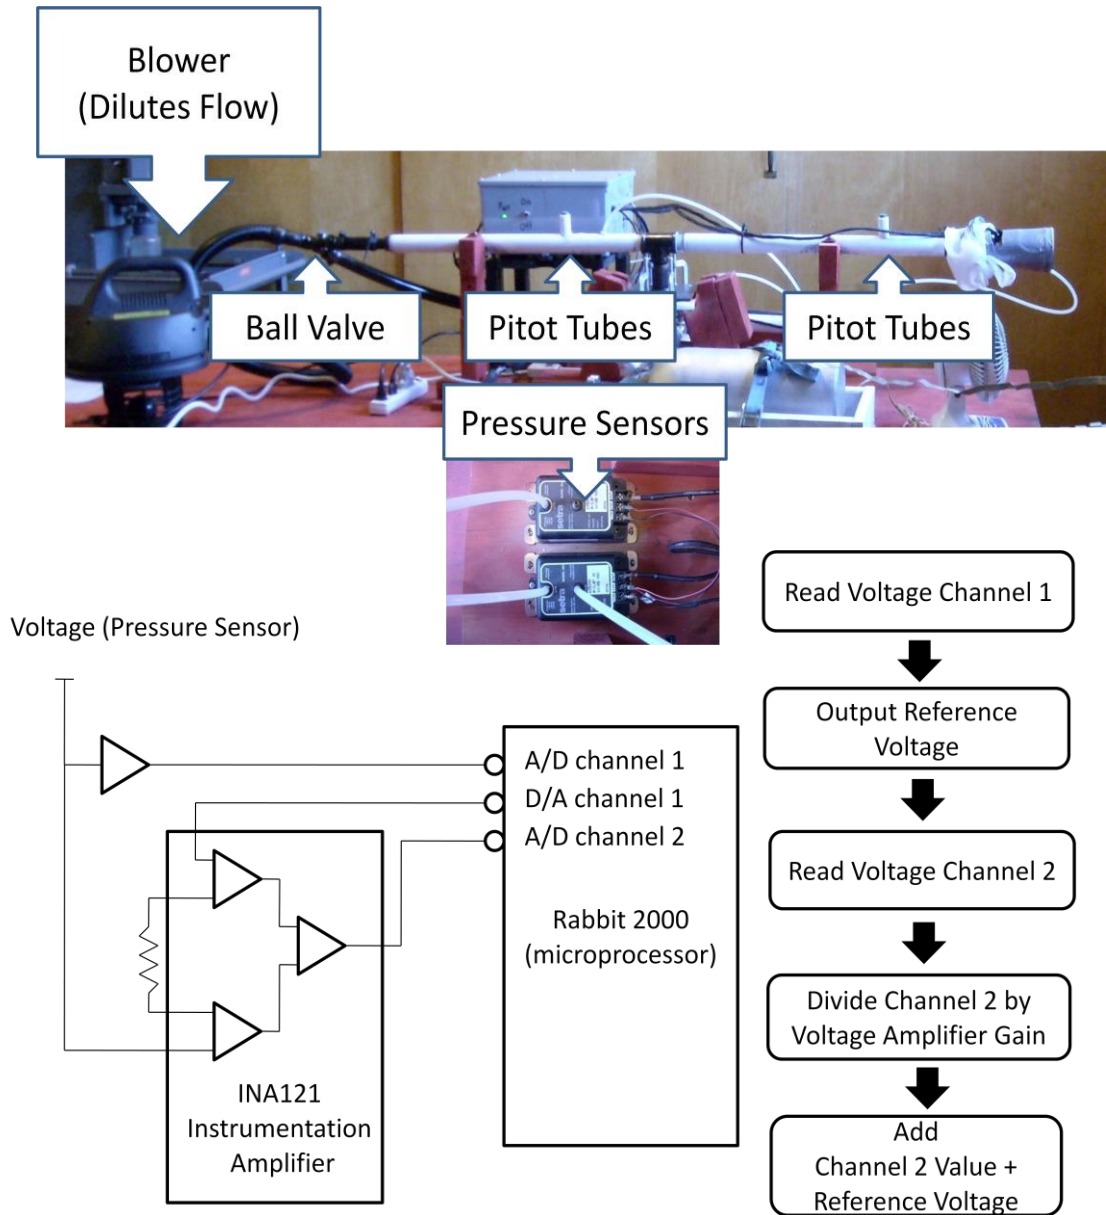 Blower
(Dilutes Flow)
Ball Valve
Pitot Tubes
Pitot Tubes
Pressure Sensors
setra
setra
Voltage (Pressure Sensor)
A/D channel 1
D/A channel 1
A/D channel 2
Rabbit 2000
(microprocessor)
INA121
Instrumentation
Amplifier
Read Voltage Channel 1
Output Reference
Voltage
Read Voltage Channel 2
Divide Channel 2 by
Voltage Amplifier Gain
Add
Channel 2 Value +
Reference Voltage